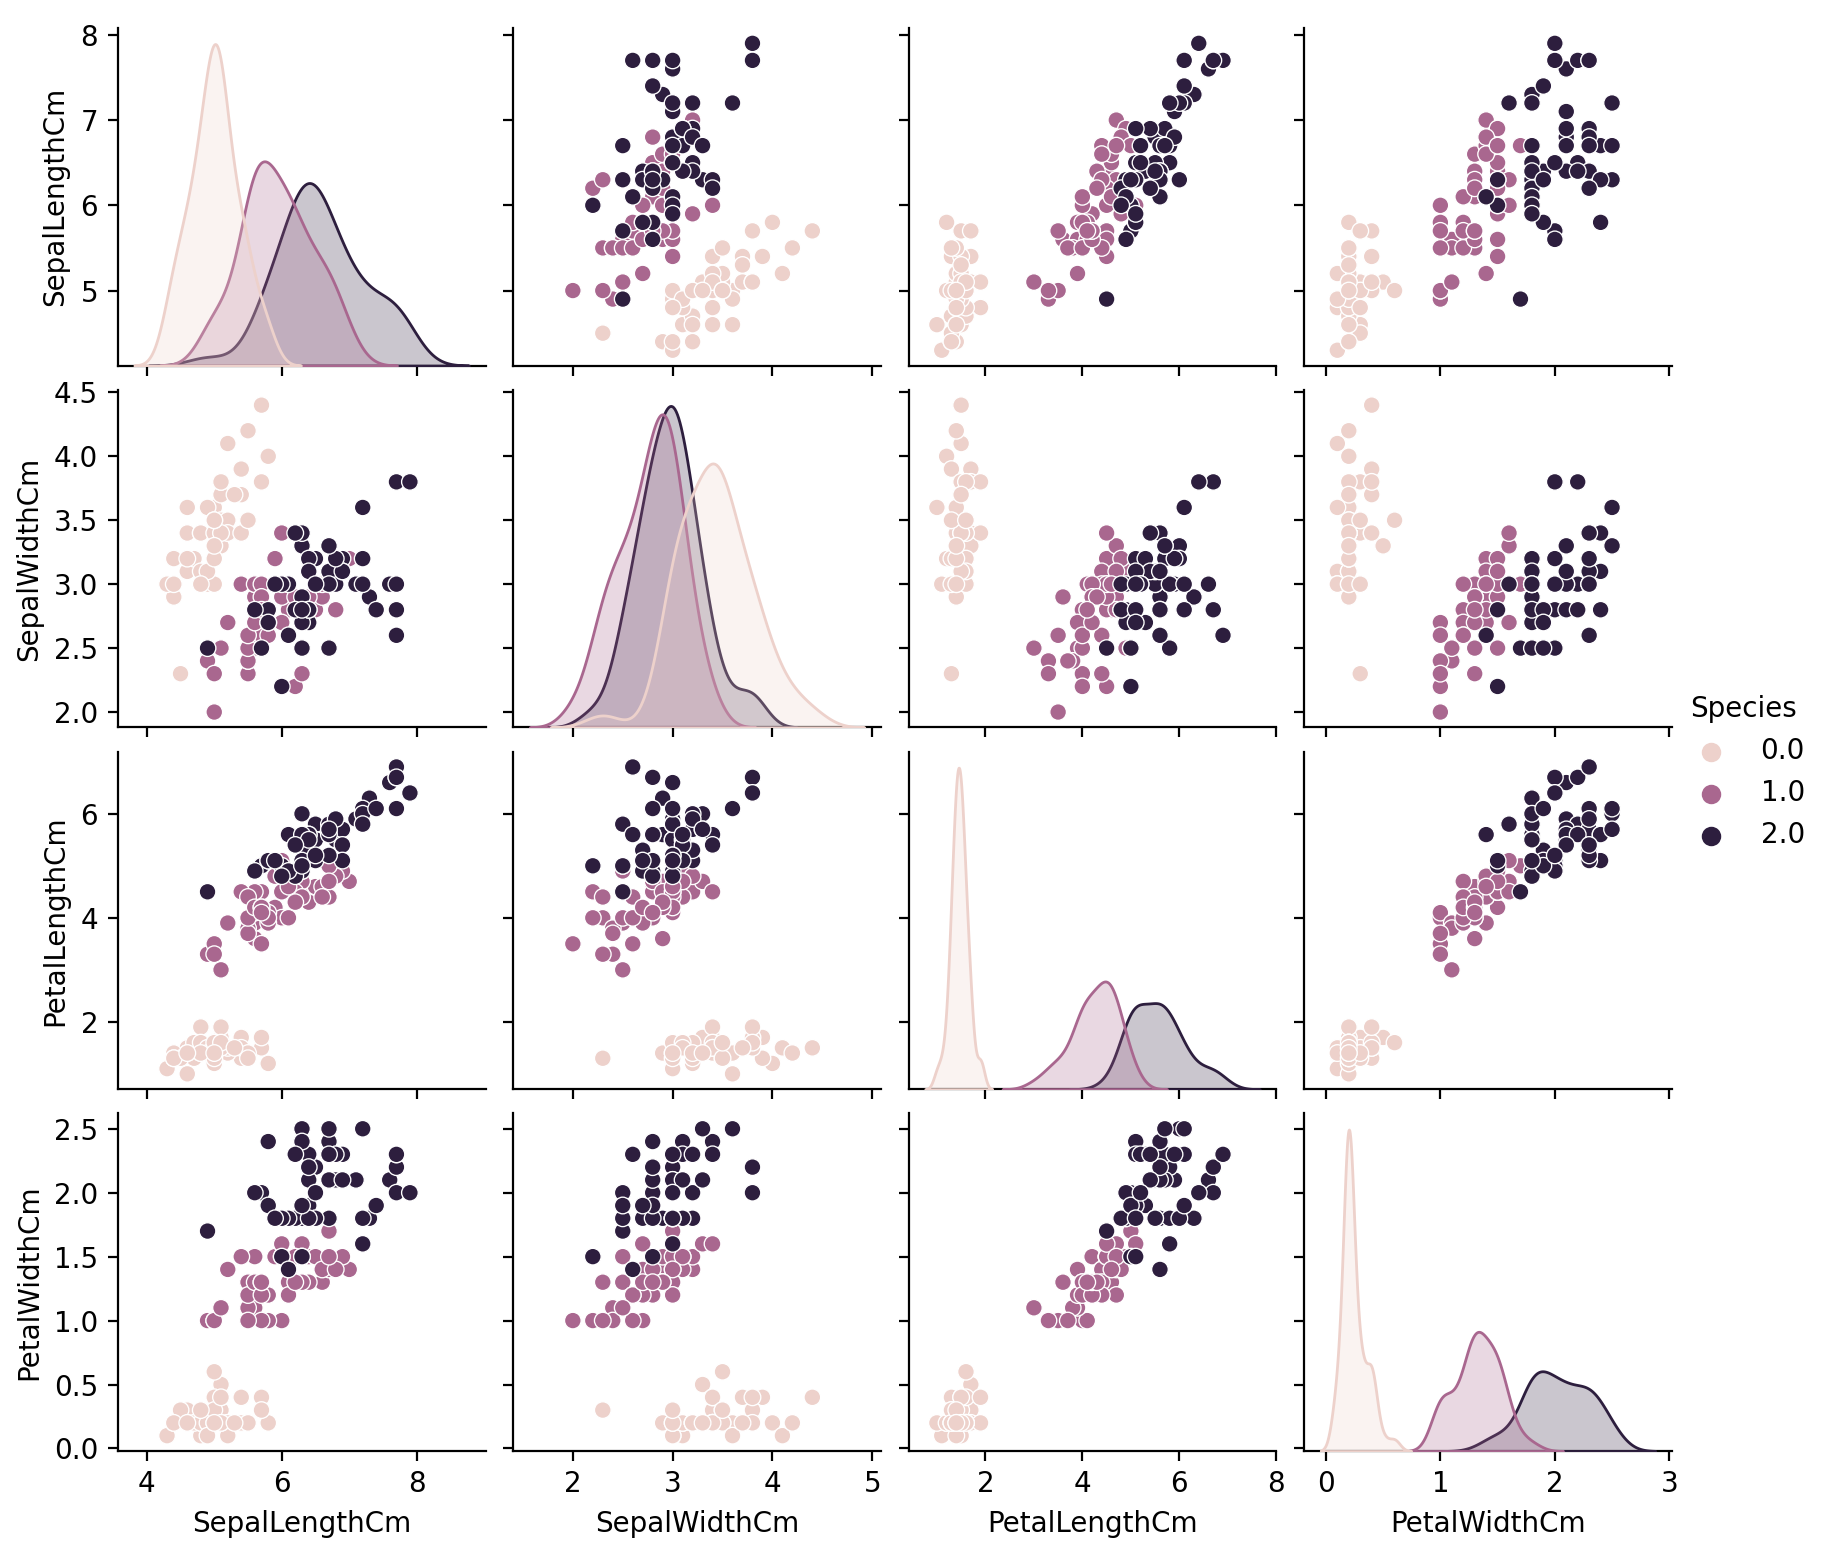 8
7
6
5
SepalLengthCm
4.5
4.0
3.5
3.0
2.5
2.0
SepalWidthCm
6
4
2
PetalLengthCm
2.5
2.0
1.5
1.0
0.5
0.0
PetalWidthCm
4 6 8
SepalLengthCm
2 3 4 5
SepalWidthCm
2 4 6 8
PetalLengthCm
0 1 2 3
PetalWidthCm
Species
0.0
1.0
2.0